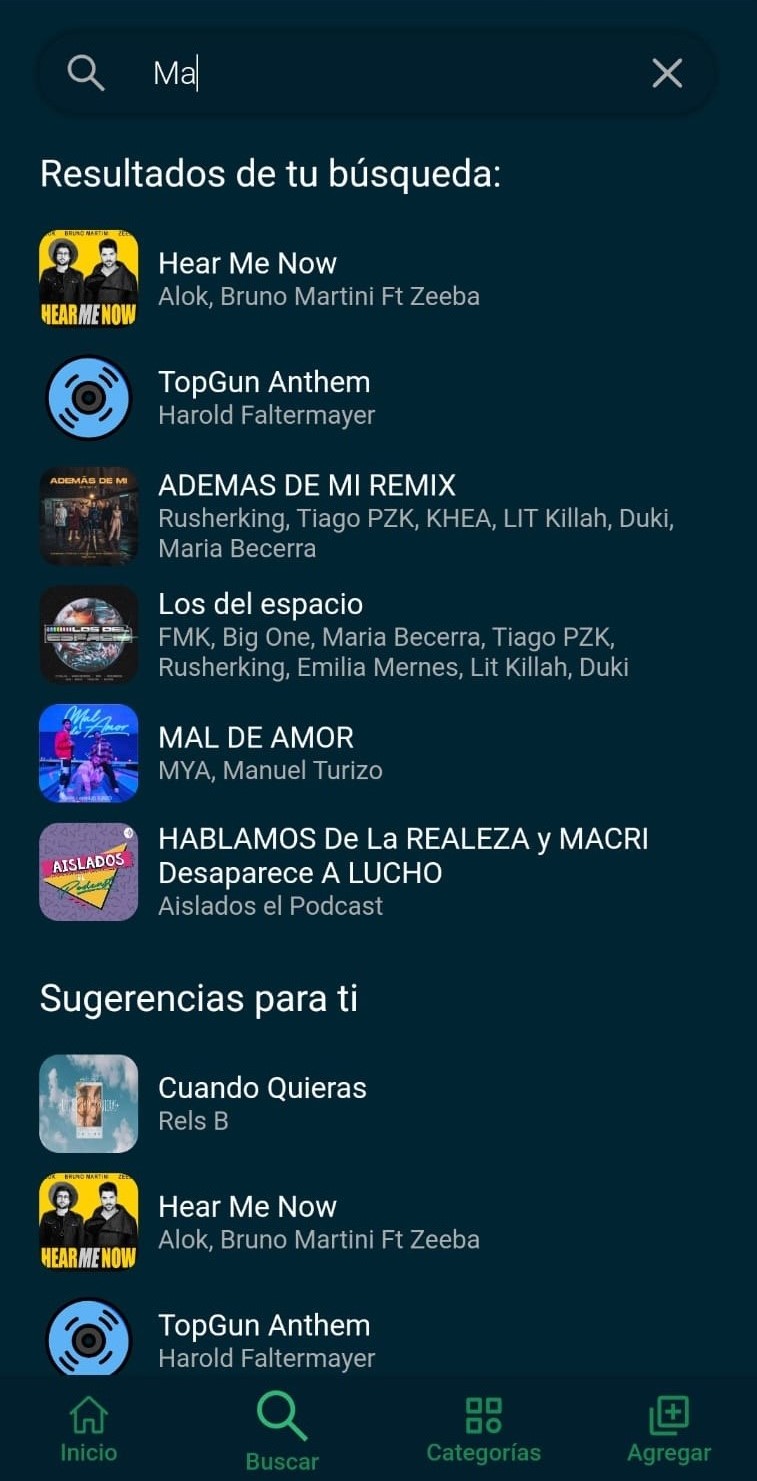 Ma
Resultados de tu búsqueda:
BRUNO MARTINI
HEAR ME NOW
Hear Me Now
Alok, Bruno Martini Ft Zeeba
TopGun Anthem
Harold Faltermayer
ADEMÁS DE MI
ADEMAS DE MI REMIX
Rusherking, Tiago PZK, KHEA, LIT Killah, Duki,
Maria Becerra
LOS DEL
ESPACIO
Los del espacio
FMK, Big One, Maria Becerra, Tiago PZK,
Rusherking, Emilia Mernes, Lit Killah, Duki
Mal
de Amor
MAL DE AMOR
MYA, Manuel Turizo
AISLADOS
Podcast
HABLAMOS De La REALEZA y MACRI
Desaparece A LUCHO
Aislados el Podcast
Sugerencias para ti
Cuando Quieras
Rels B
BRUNO MARTINI
HEAR ME NOW
Hear Me Now
Alok, Bruno Martini Ft Zeeba
TopGun Anthem
Harold Faltermayer
Inicio
Buscar
Categorías
Agregar